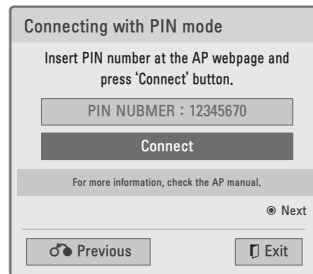 Connecting with PIN mode
Insert PIN number at the AP webpage and
press ‘Connect’ button.
PIN NUBMER : 12345670
Connect
For more information, check the AP manual.
◉ Next
Previous
Exit